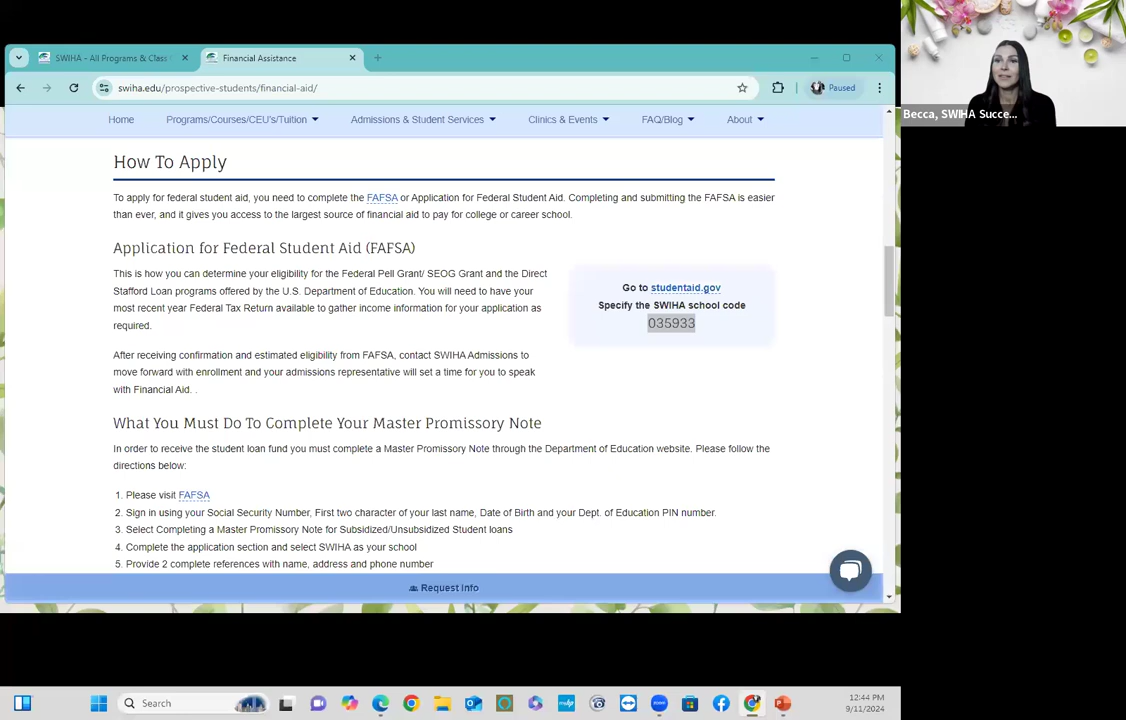 SWIHA - All Programs & Class
Financial Assistance
swiha.edu/prospective-students/financial-aid/
Paused
Becca, SWIHA Succe...
Home
Programs/Courses/CEU's/Tuition
Admissions & Student Services
Clinics & Events
FAQ/Blog
About
How To Apply
To apply for federal student aid, you need to complete the FAFSA or Application for Federal Student Aid. Completing and submitting the FAFSA is easier
than ever, and it gives you access to the largest source of financial aid to pay for college or career school.
Application for Federal Student Aid (FAFSA)
This is how you can determine your eligibility for the Federal Pell Grant/ SEOG Grant and the Direct
Stafford Loan programs offered by the U.S. Department of Education. You will need to have your
most recent year Federal Tax Return available to gather income information for your application as
required.
Go to studentaid.gov
Specify the SWIHA school code
035933
After receiving confirmation and estimated eligibility from FAFSA, contact SWIHA Admissions to
move forward with enrollment and your admissions representative will set a time for you to speak
with Financial Aid. .
What You Must Do To Complete Your Master Promissory Note
In order to receive the student loan fund you must complete a Master Promissory Note through the Department of Education website. Please follow the
directions below:
1. Please visit FAFSA
2. Sign in using your Social Security Number, First two character of your last name, Date of Birth and your Dept. of Education PIN number.
3. Select Completing a Master Promissory Note for Subsidized/Unsubsidized Student loans
4. Complete the application section and select SWIHA as your school
5. Provide 2 complete references with name, address and phone number
Request Info
Search
12:44 PM
9/11/2024